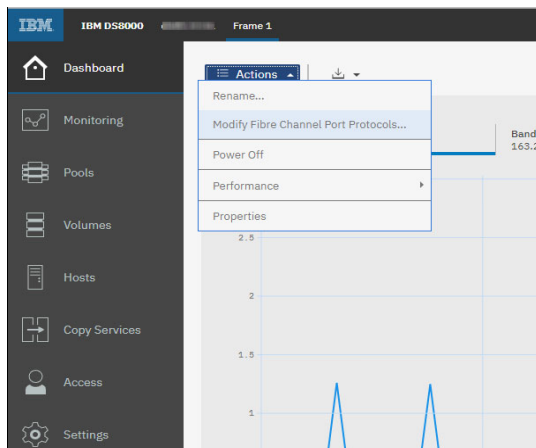 IBM
IBM DS8000
Frame 1
Dashboard
Monitoring
Pools
Volumes
Hosts
Copy Services
Access
Settings
Actions
Rename...
Modify Fibre Channel Port Protocols...
Power Off
Performance
Properties
Band
163.2
2.5
2
1.5
1